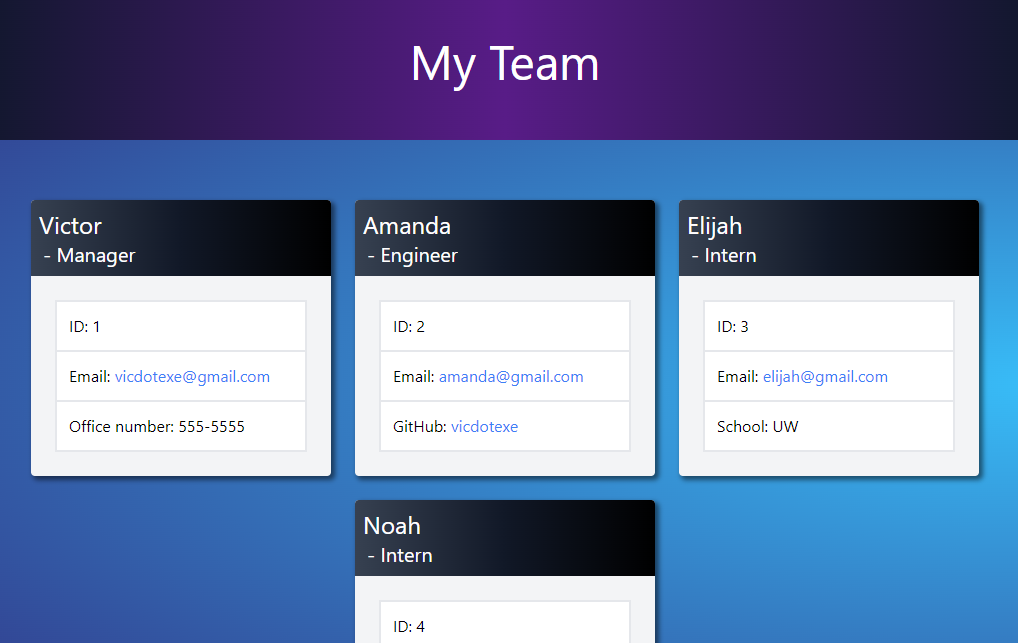 My Team
Victor
- Manager
ID: 1
Email: vicdotexe@gmail.com
Office number: 555-5555
Amanda
- Engineer
ID: 2
Email: amanda@gmail.com
GitHub: vicdotexe
Elijah
- Intern
ID: 3
Email: elijah@gmail.com
School: UW
Noah
- Intern
ID: 4